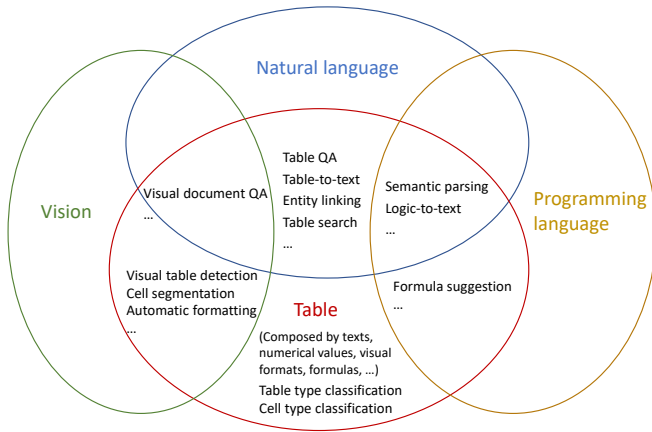 Natural language
Table QA
Table-to-text
Entity linking
Table search
...
Visual document QA
...
Semantic parsing
Logic-to-text
...
Vision
Programming
language
Visual table detection
Cell segmentation
Automatic formatting
...
Formula suggestion
...
Table
(Composed by texts,
numerical values, visual
formats, formulas, ...)
Table type classification
Cell type classification